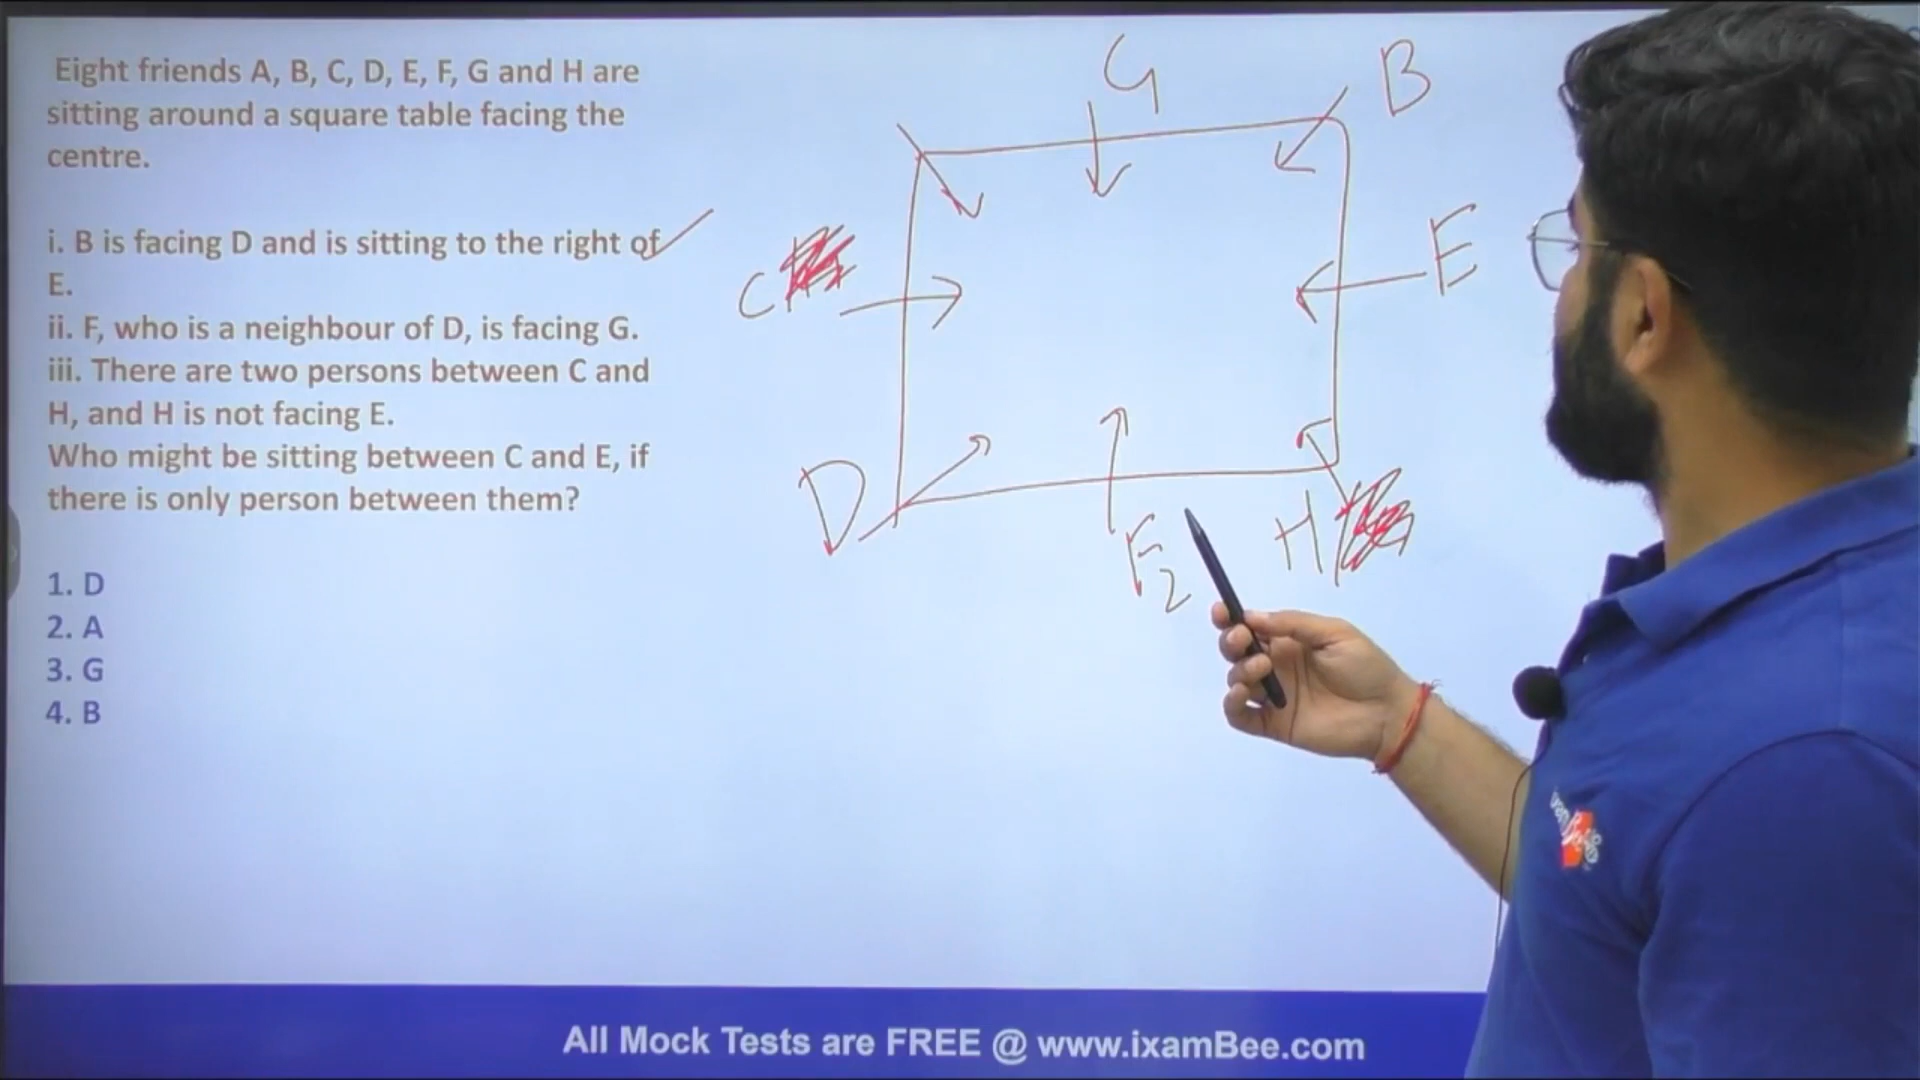 Eight friends A, B, C, D, E, F, G and H are
sitting around a square table facing the
centre.
i. B is facing D and is sitting to the right of
E.
ii. F, who is a neighbour of D, is facing G.
iii. There are two persons between C and
H, and H is not facing E.
Who might be sitting between C and E, if
there is only person between them?
1. D
2. A
3. G
4. B
G
B
C
E
D
F2
H
All Mock Tests are FREE @ www.ixamBee.com
ixamBee